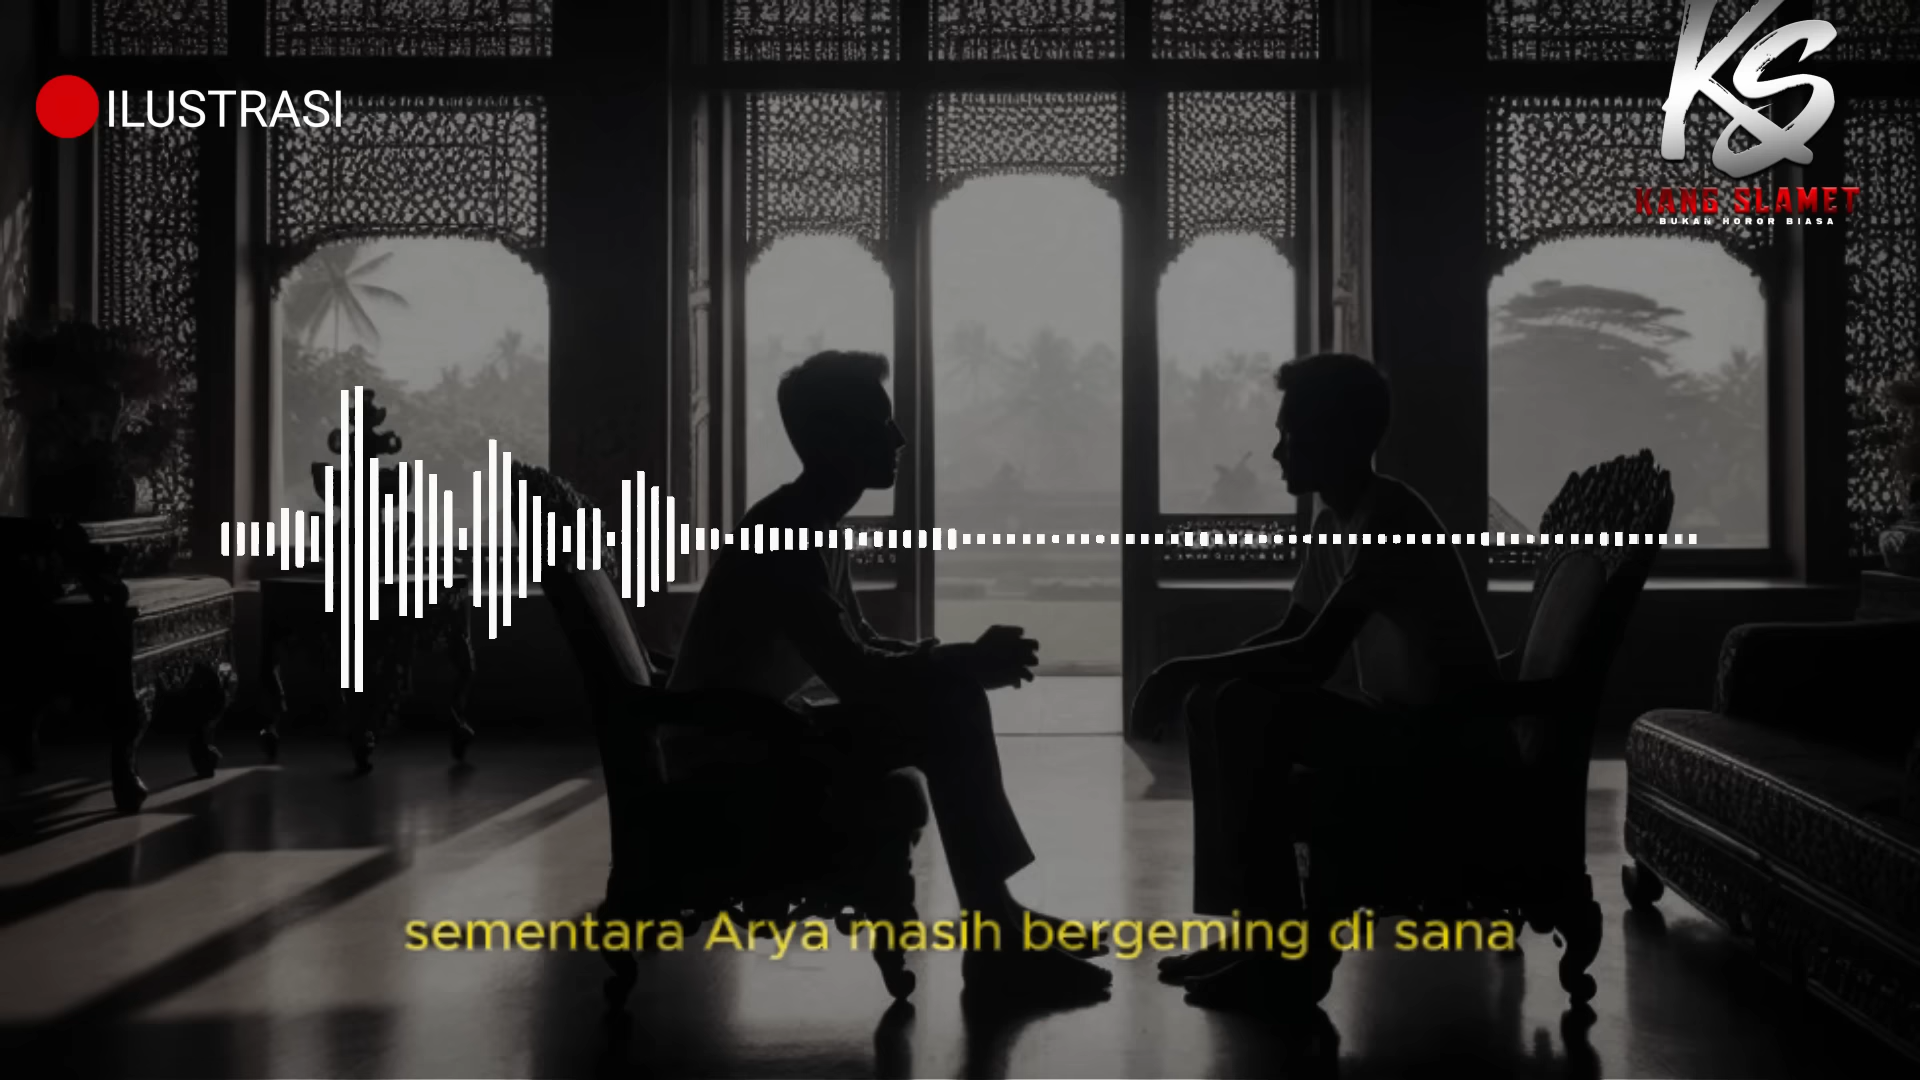 ILUSTRASI
KS
KANG SLAMET
BUKAN HOROR BIASA
sementara Arya masih bergeming di sana